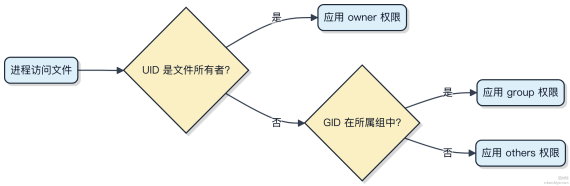 进程访问文件
UID 是文件所有者?
是
应用 owner 权限
否
GID 在所属组中?
是
应用 group 权限
否
应用 others 权限